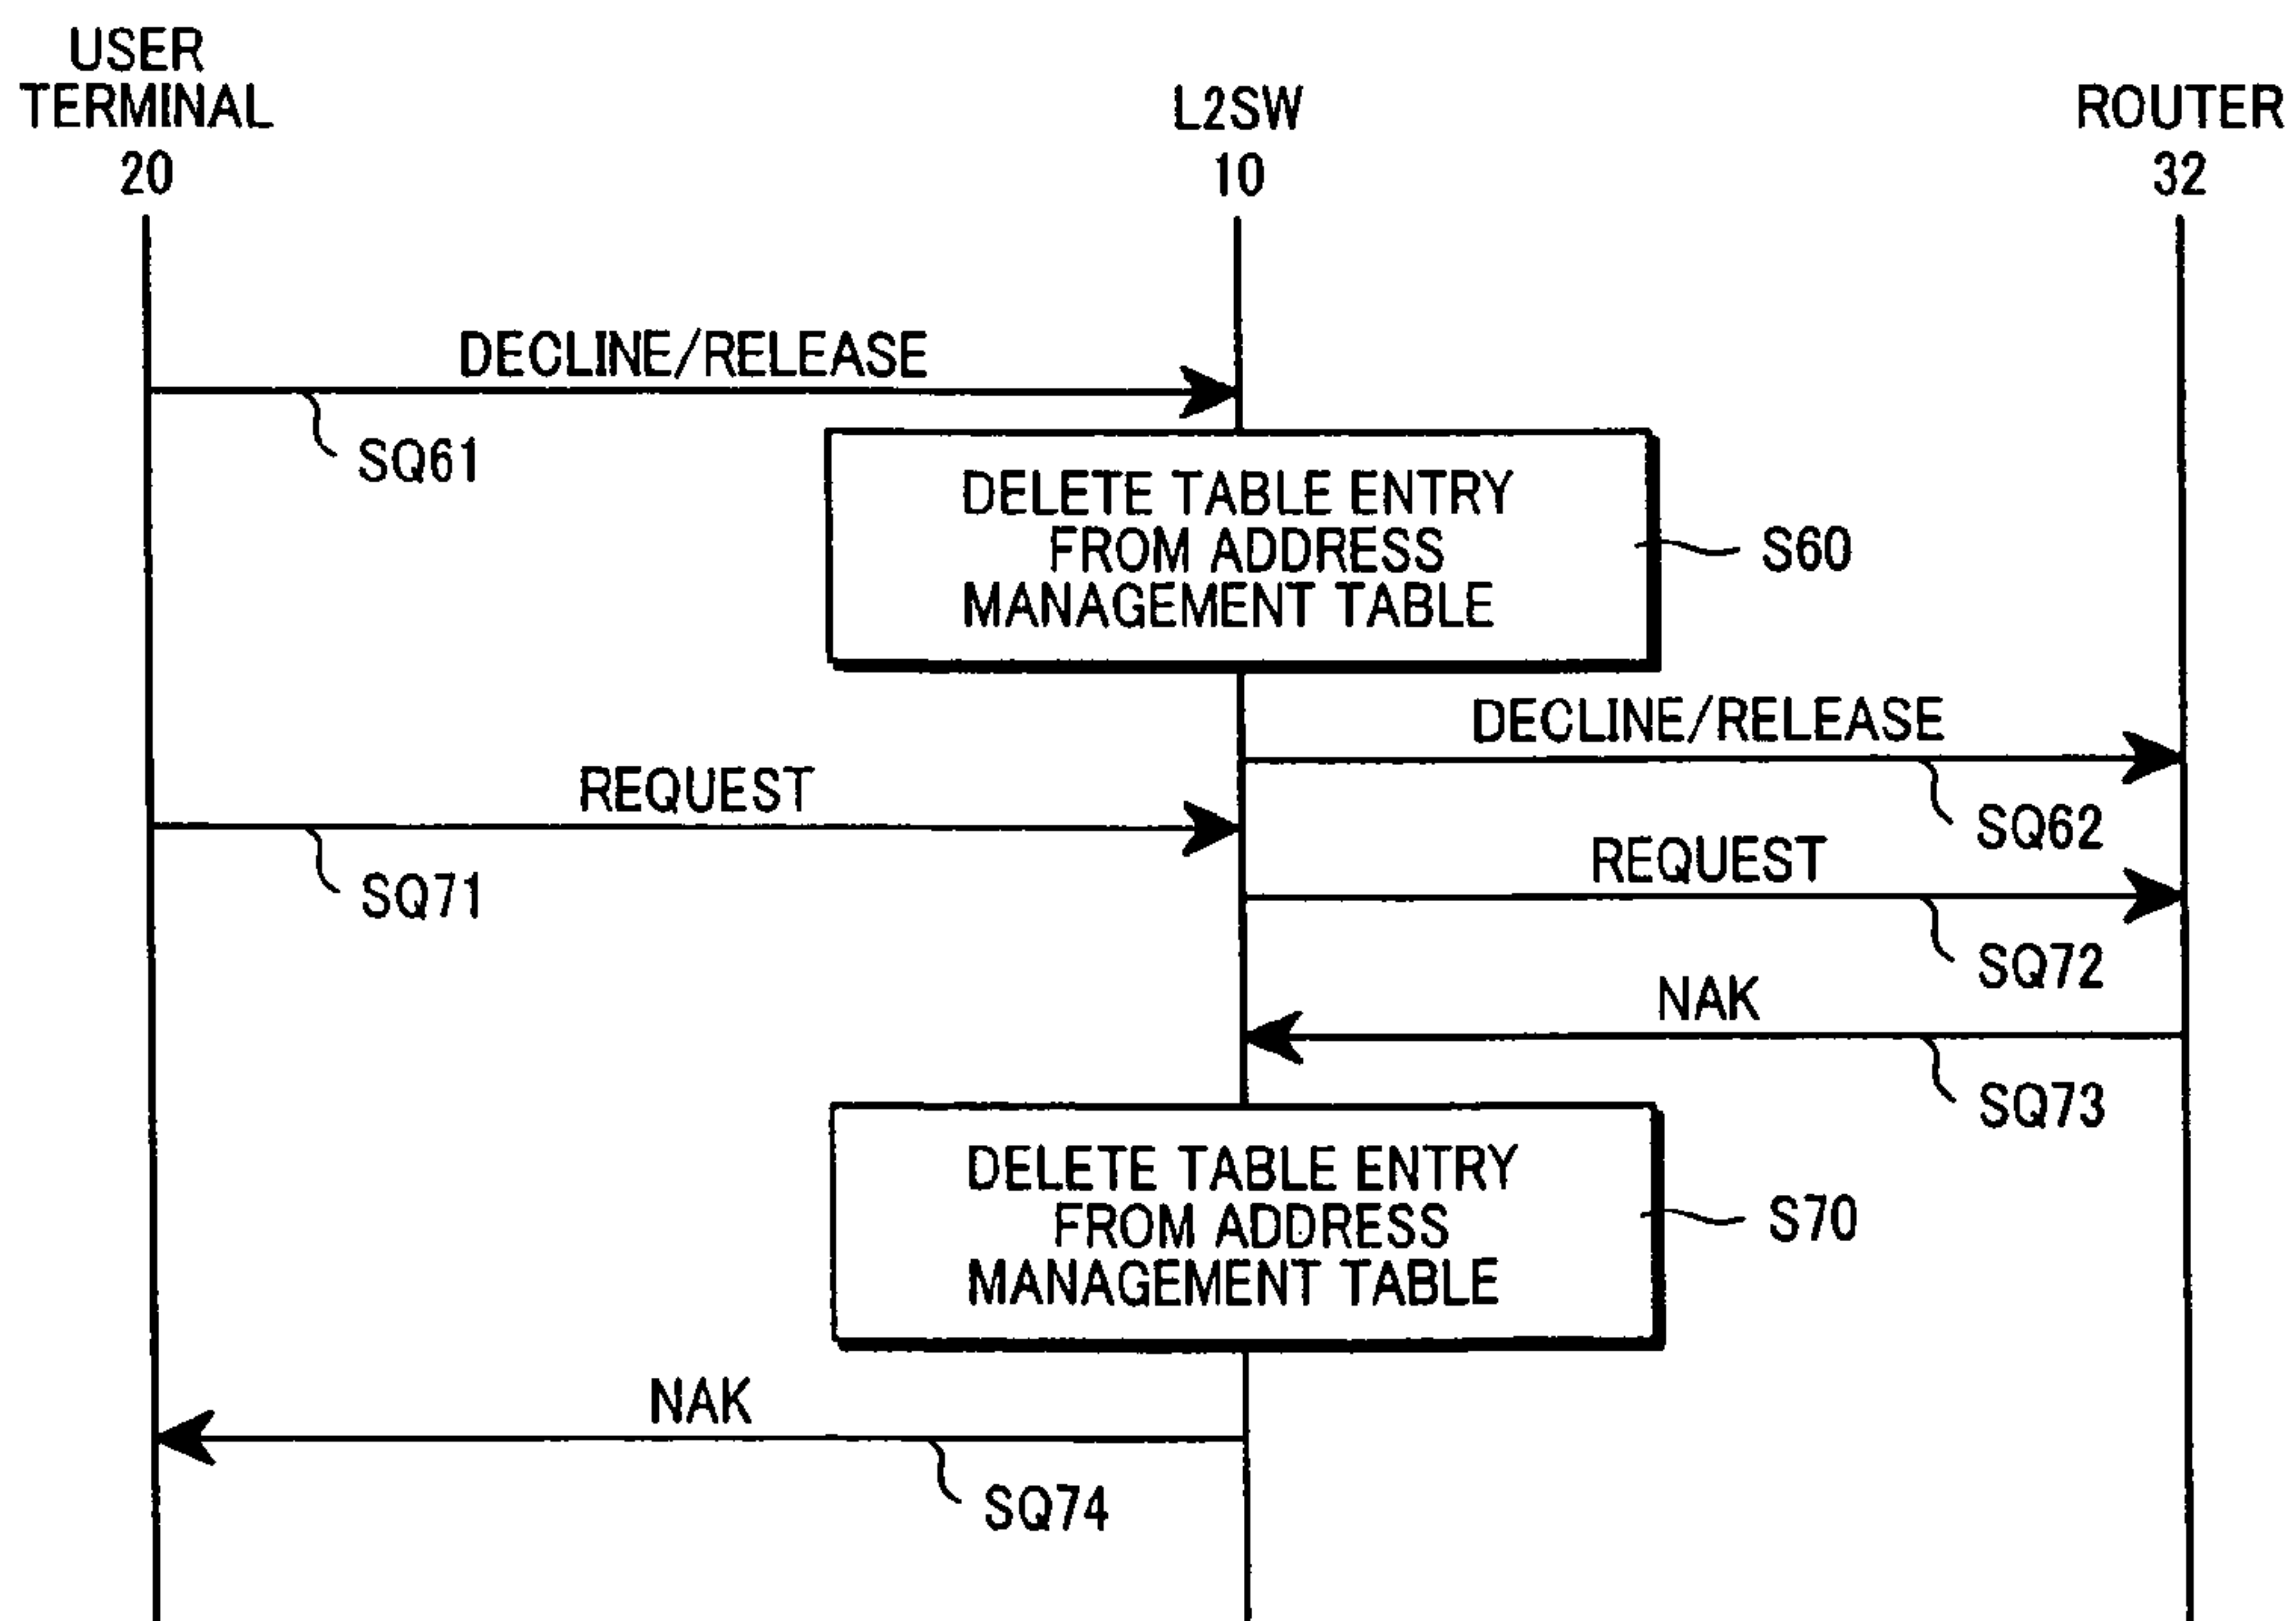 USER
TERMINAL
20
L2SW
10
ROUTER
32
DECLINE/RELEASE
SQ61
DELETE TABLE ENTRY
FROM ADDRESS
MANAGEMENT TABLE
S60
DECLINE/RELEASE
SQ62
REQUEST
SQ71
REQUEST
SQ72
NAK
SQ73
DELETE TABLE ENTRY
FROM ADDRESS
MANAGEMENT TABLE
S70
NAK
SQ74